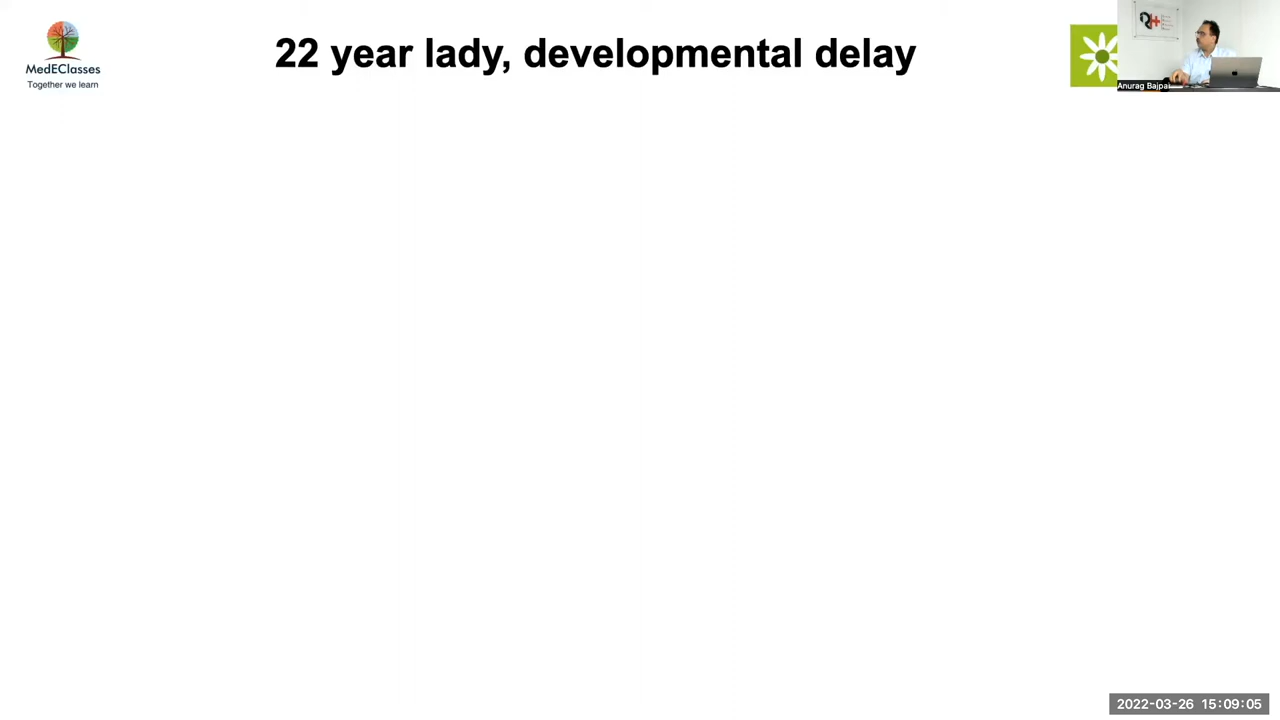 MedEClasses
Together we learn
22 year lady, developmental delay
Anurag Bajpai
2022-03-26 15:09:05